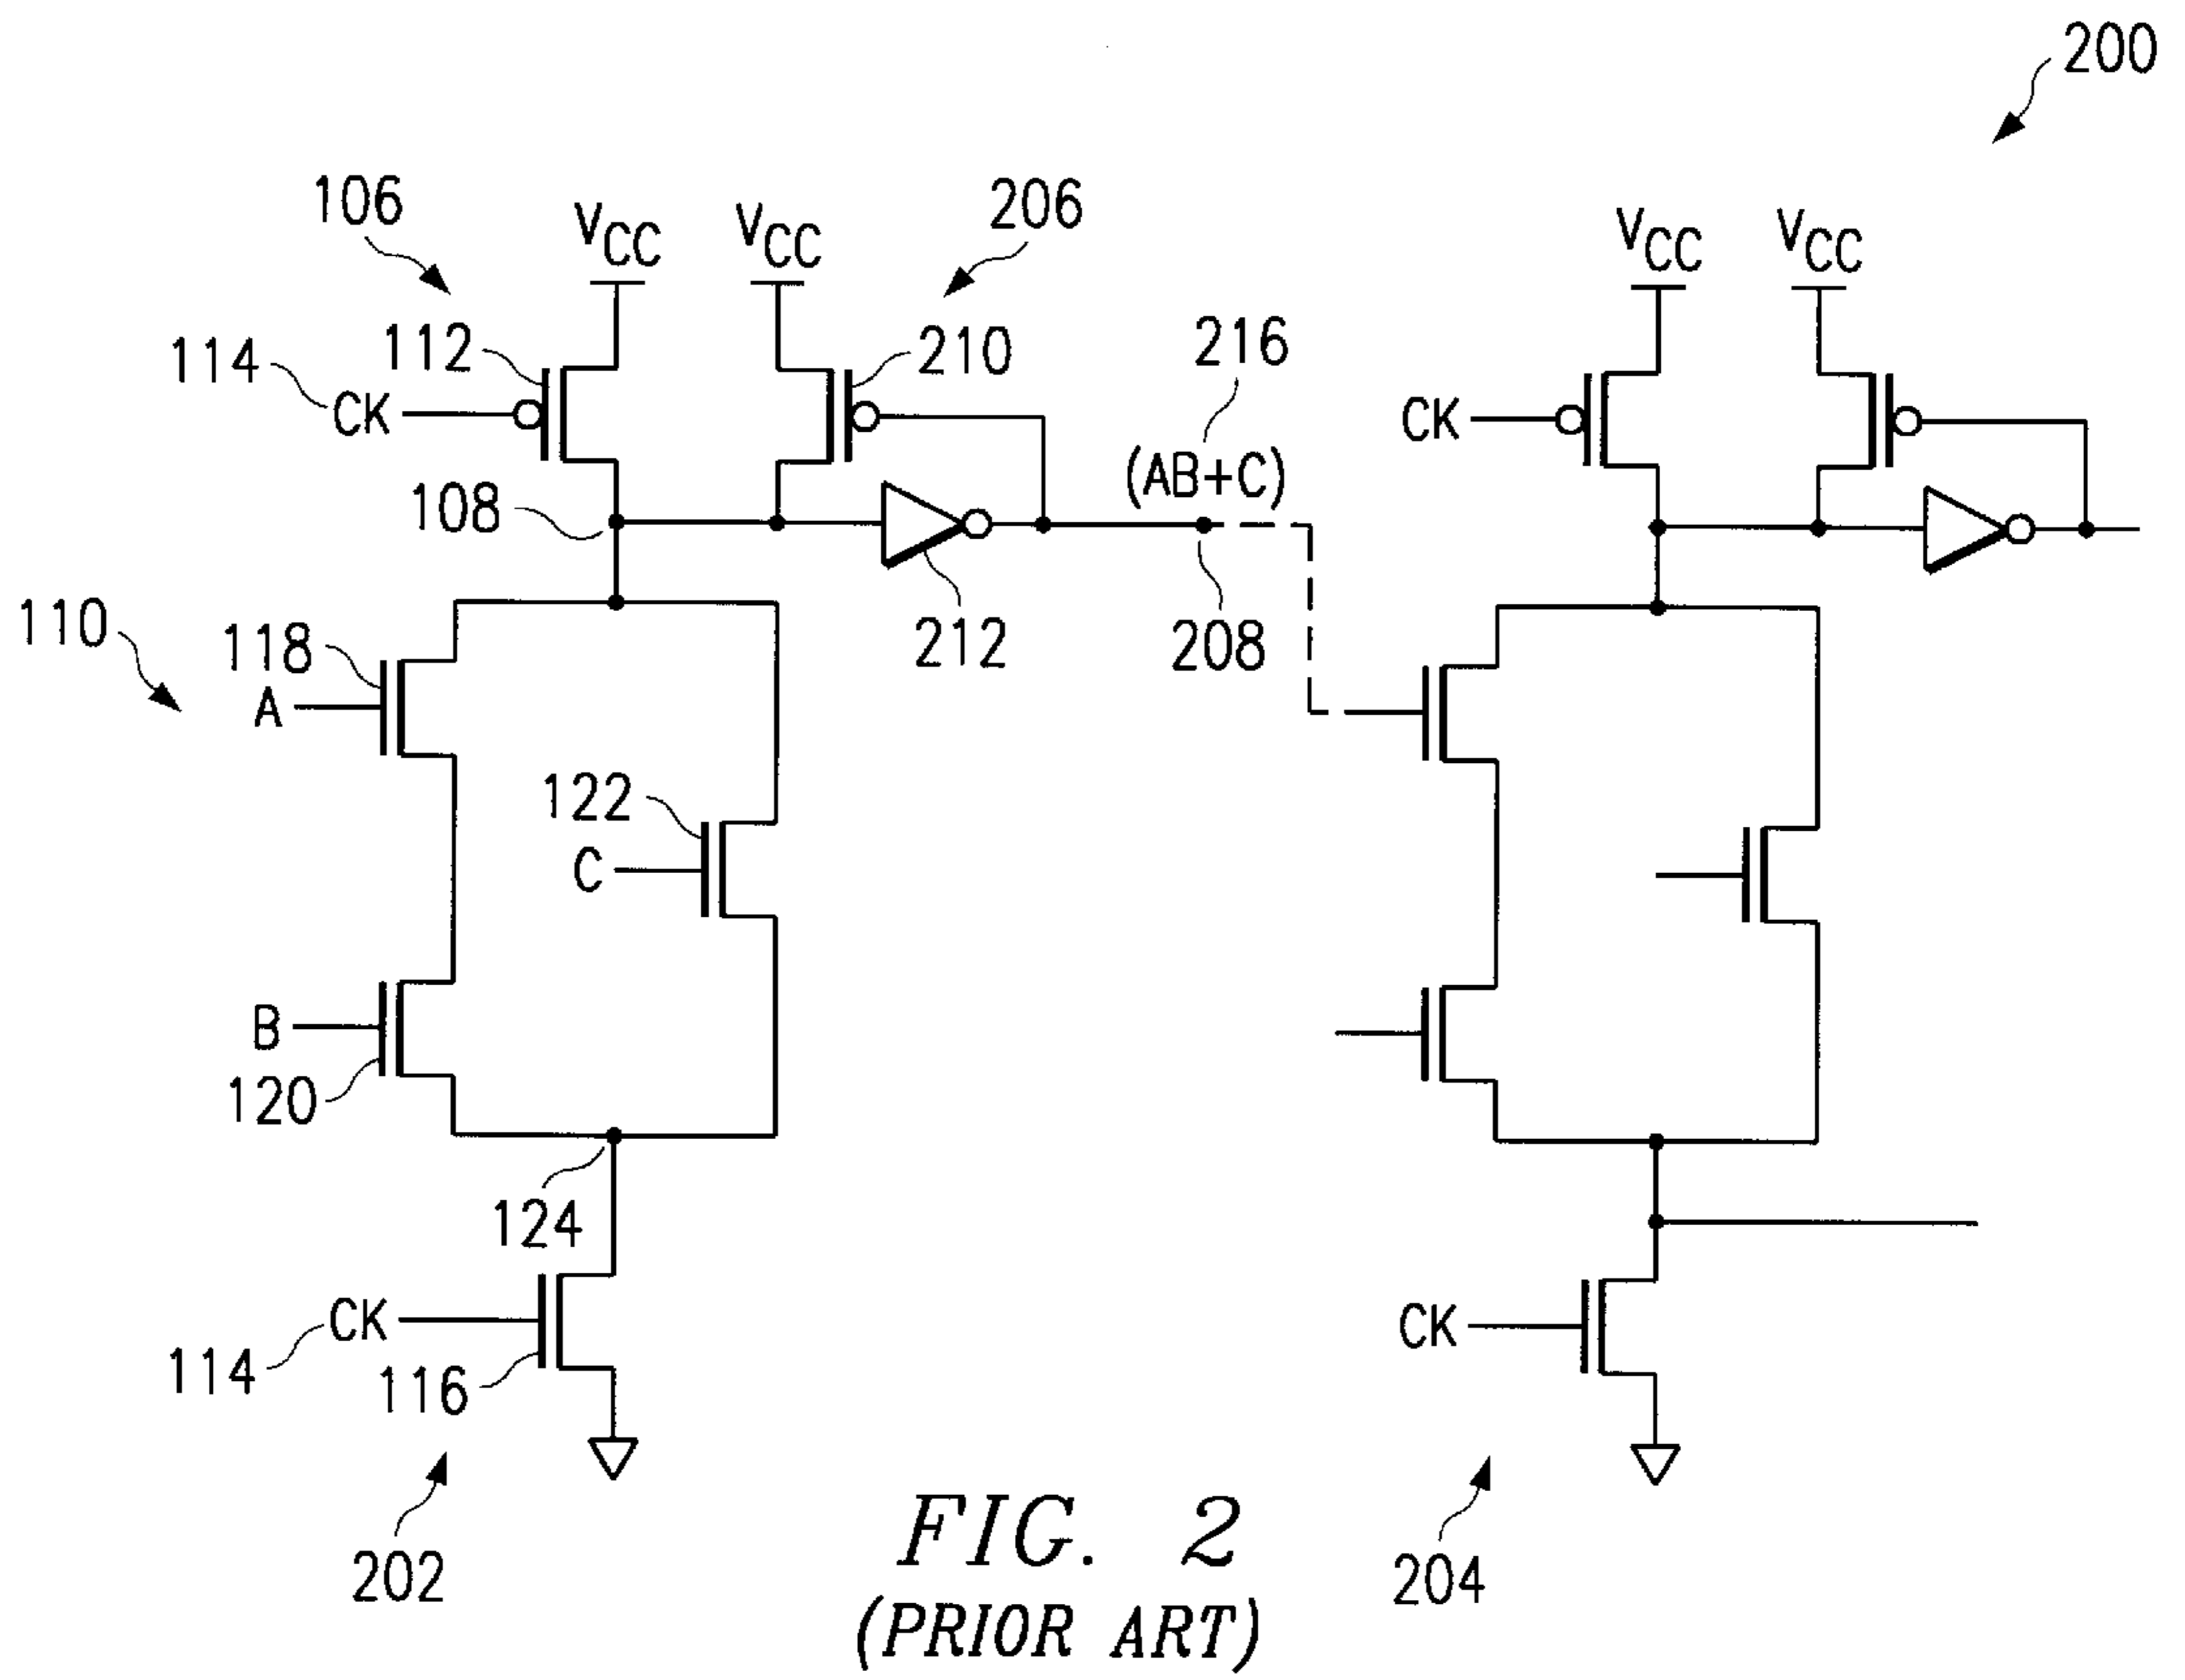 200
106
VCC
VCC
206
VCC
VCC
114
CK
112
210
216
CK
(AB+C)
108
110
118
A
212
208
122
C
B
120
124
114
CK
116
CK
202
204
FIG. 2
(PRIOR ART)